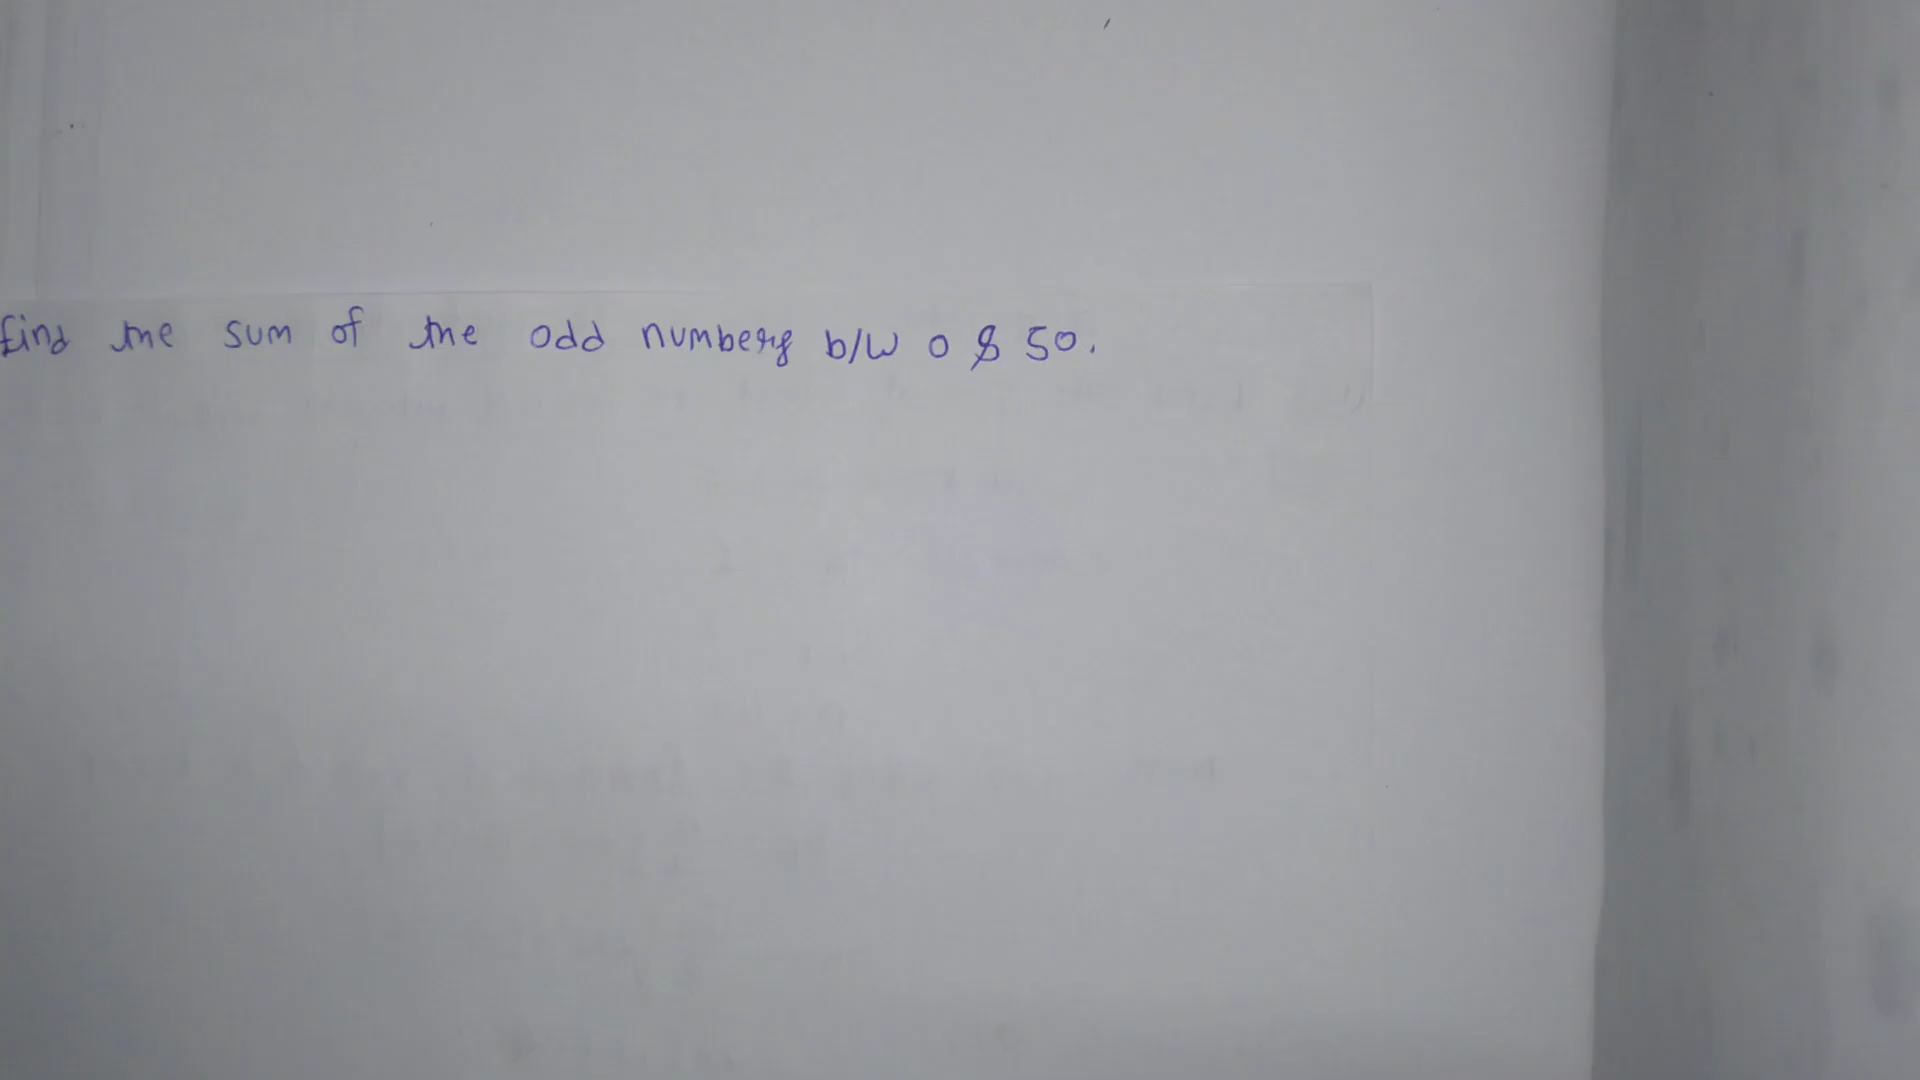 find the sum of the odd numbers b/w 0 & 50.